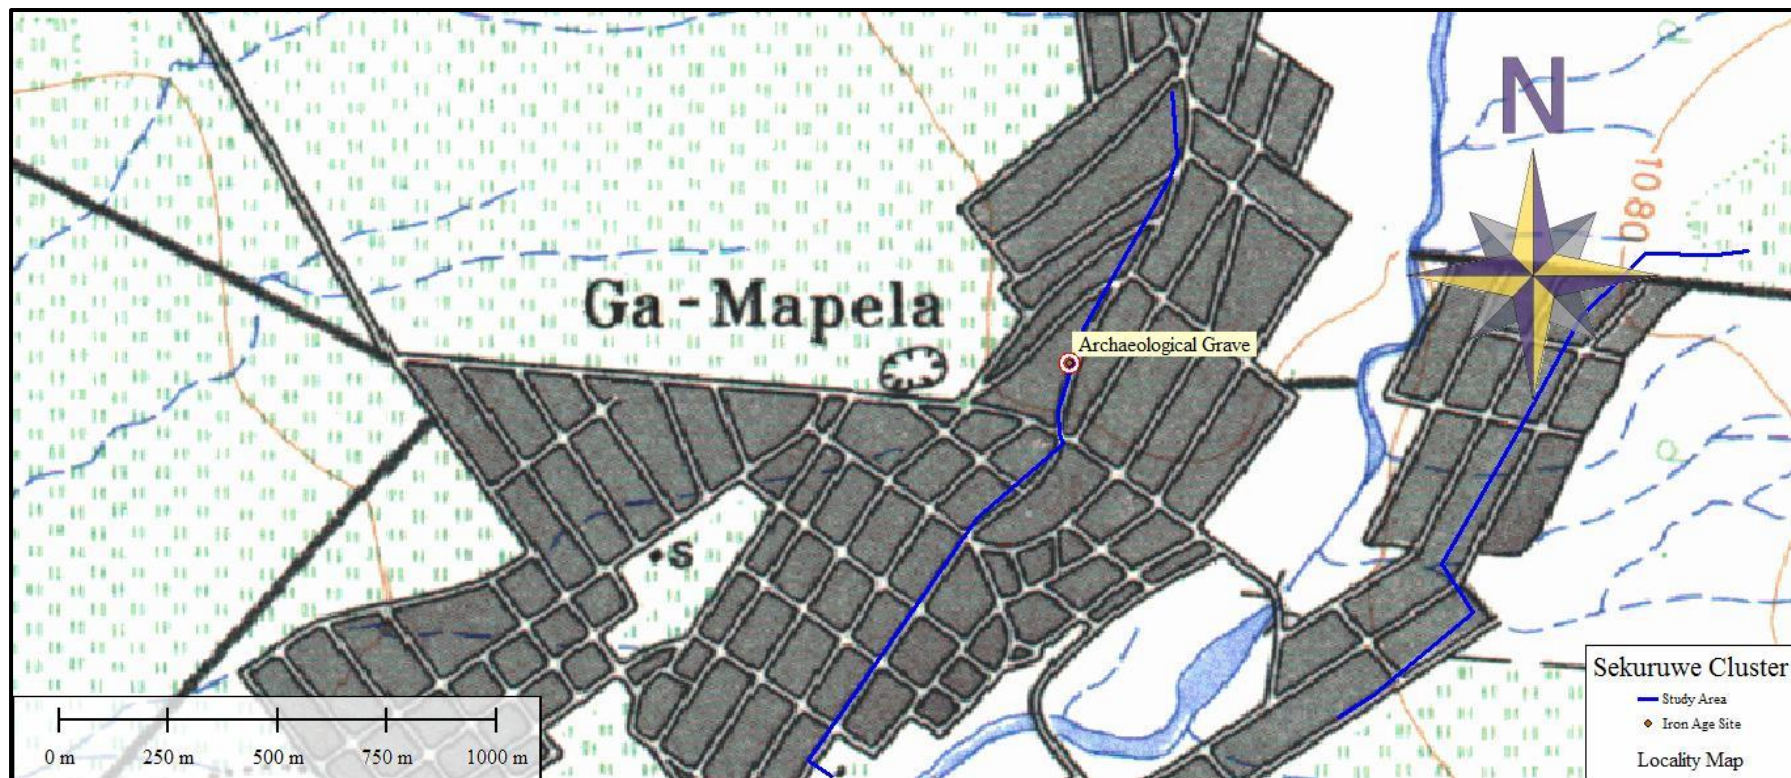 N
1080
Ga-Mapela
Archaeological Grave
S
0 m 250 m 500 m 750 m 1000 m
Sekuruwe Cluster
Study Area
Iron Age Site
Locality Map